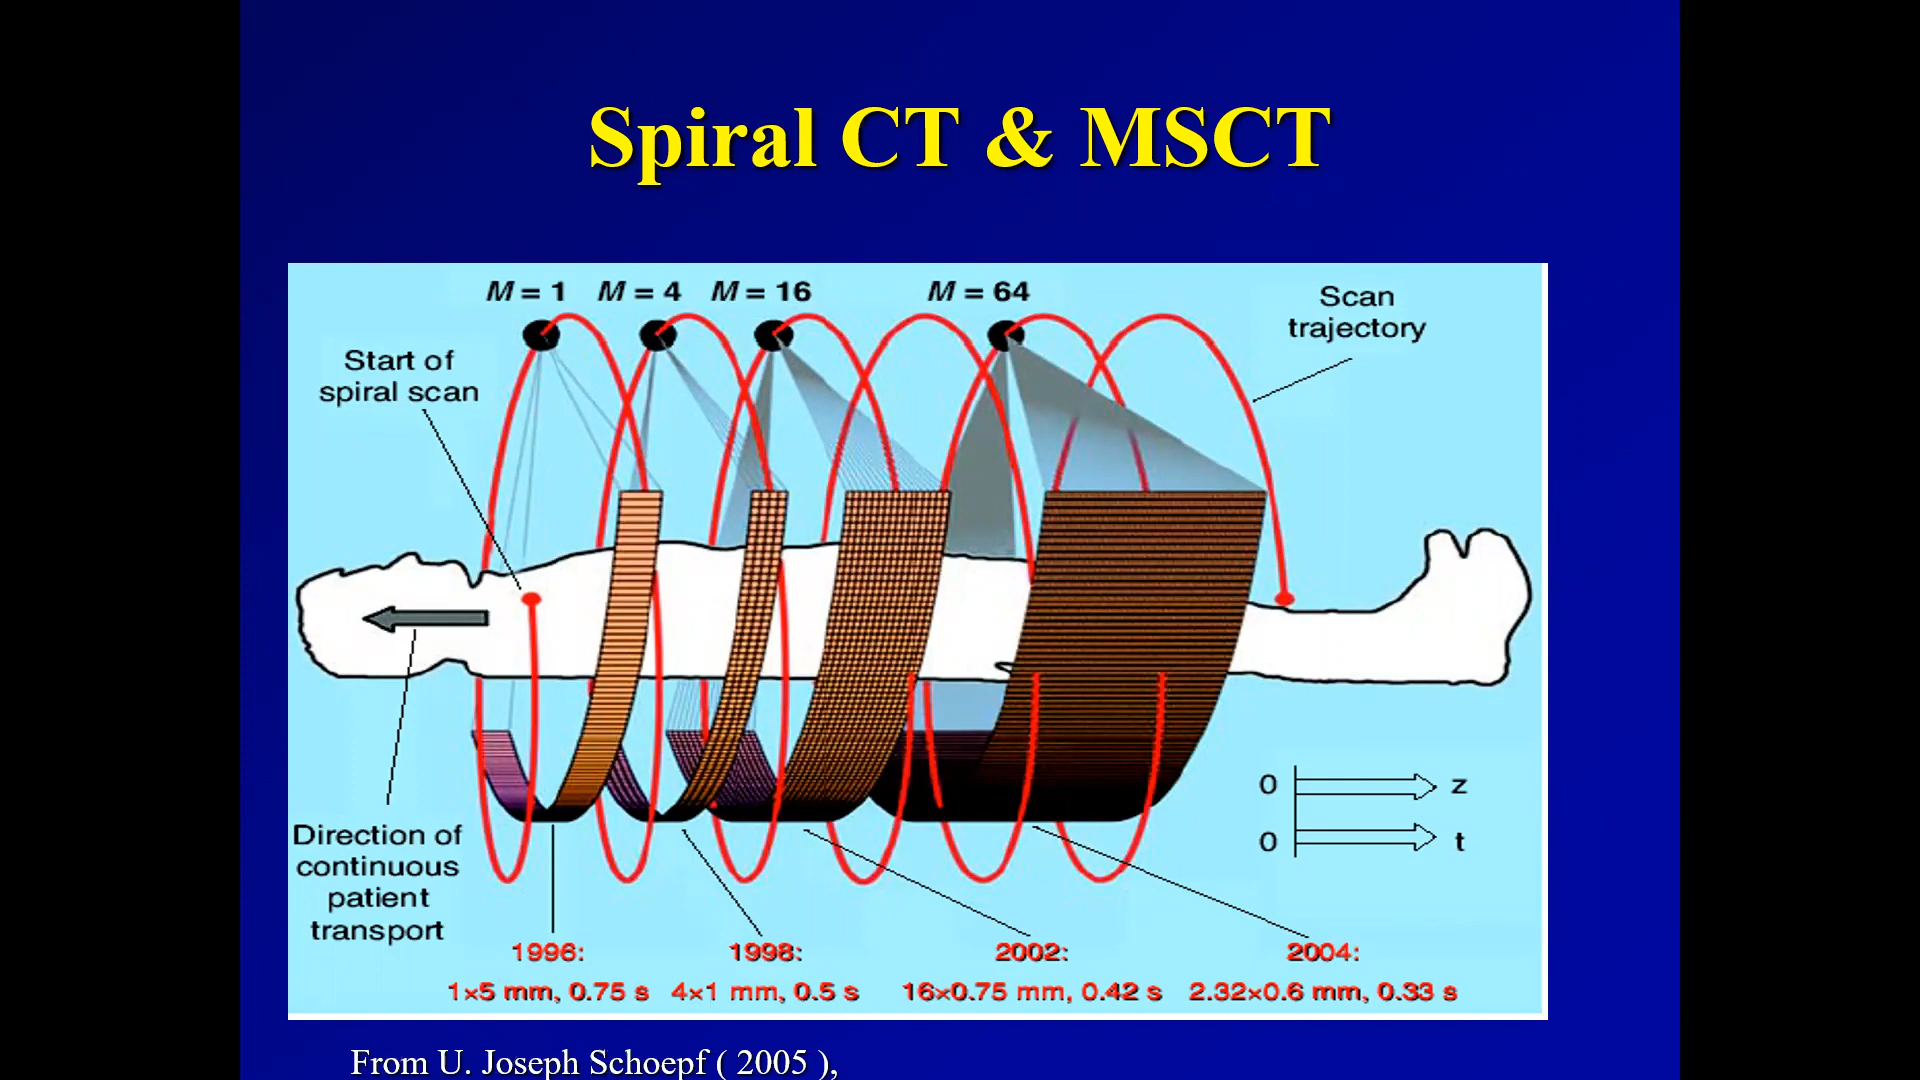 Spiral CT & MSCT
M = 1 M = 4 M = 16 M = 64
Scan
trajectory
Start of
spiral scan
0 z
0 t
Direction of
continuous
patient
transport
1996: 1998: 2002: 2004:
1×5 mm, 0.75 s 4×1 mm, 0.5 s 16×0.75 mm, 0.42 s 2.32×0.6 mm, 0.33 s
From U. Joseph Schoepf ( 2005 ),